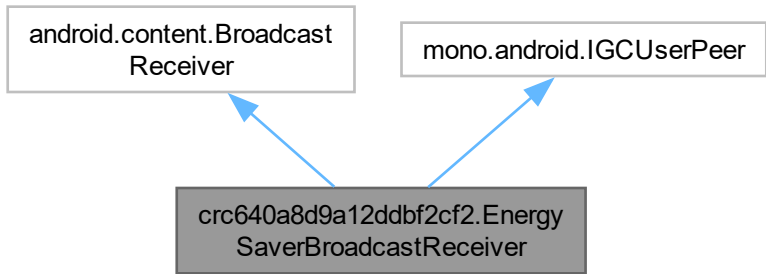 android.content.Broadcast
Receiver
mono.android.IGCUserPeer
crc640a8d9a12ddbf2cf2.Energy
SaverBroadcastReceiver